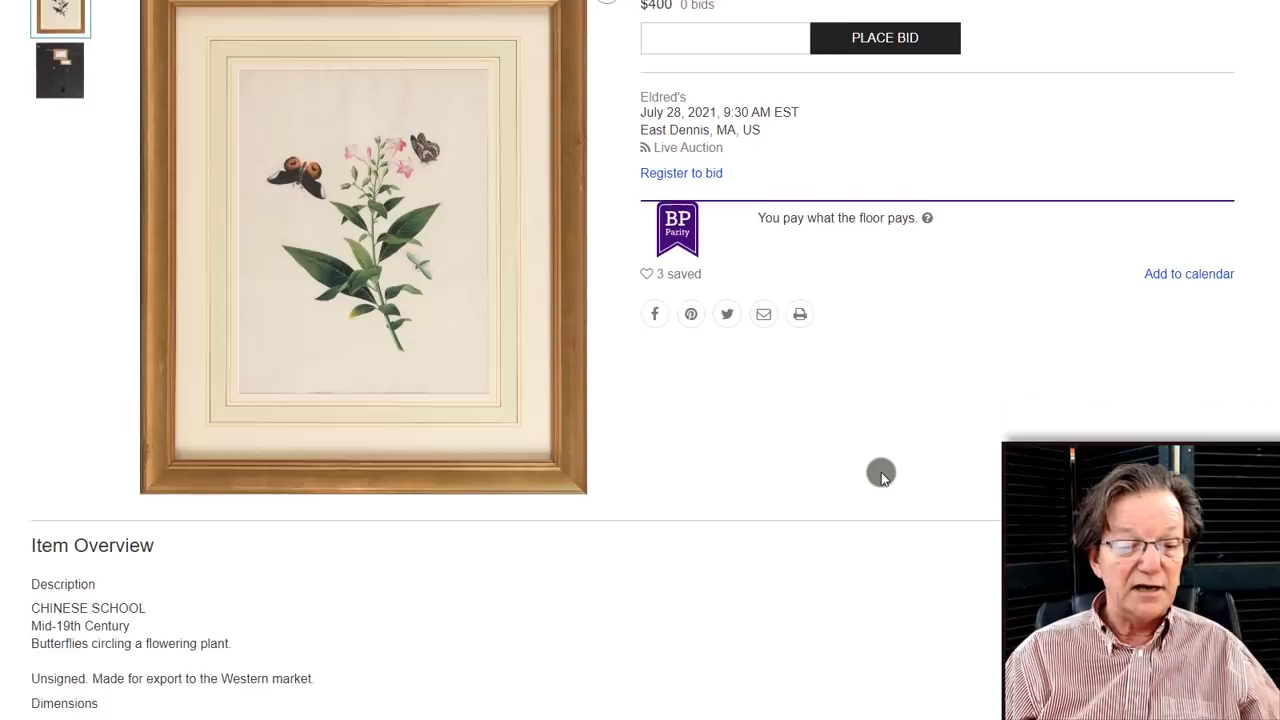 $400 0 bids
PLACE BID
Eldred's
July 28, 2021, 9:30 AM EST
East Dennis, MA, US
Live Auction
Register to bid
BP
Parity
You pay what the floor pays. ?
3 saved
Add to calendar
Item Overview
Description
CHINESE SCHOOL
Mid-19th Century
Butterflies circling a flowering plant.
Unsigned. Made for export to the Western market.
Dimensions